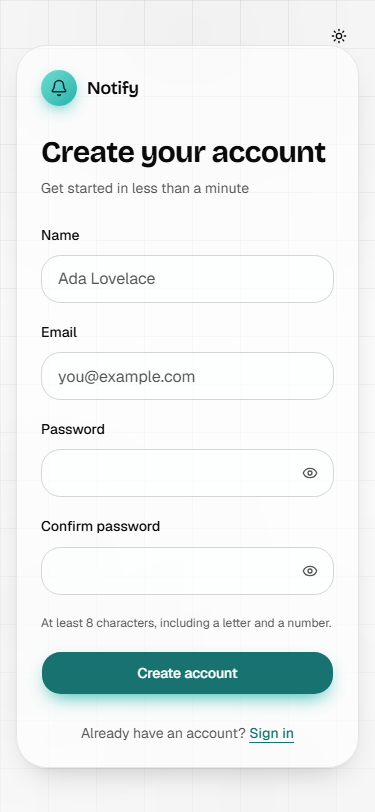 Notify
Create your account
Get started in less than a minute
Name
Ada Lovelace
Email
you@example.com
Password
Confirm password
At least 8 characters, including a letter and a number.
Create account
Already have an account? Sign in